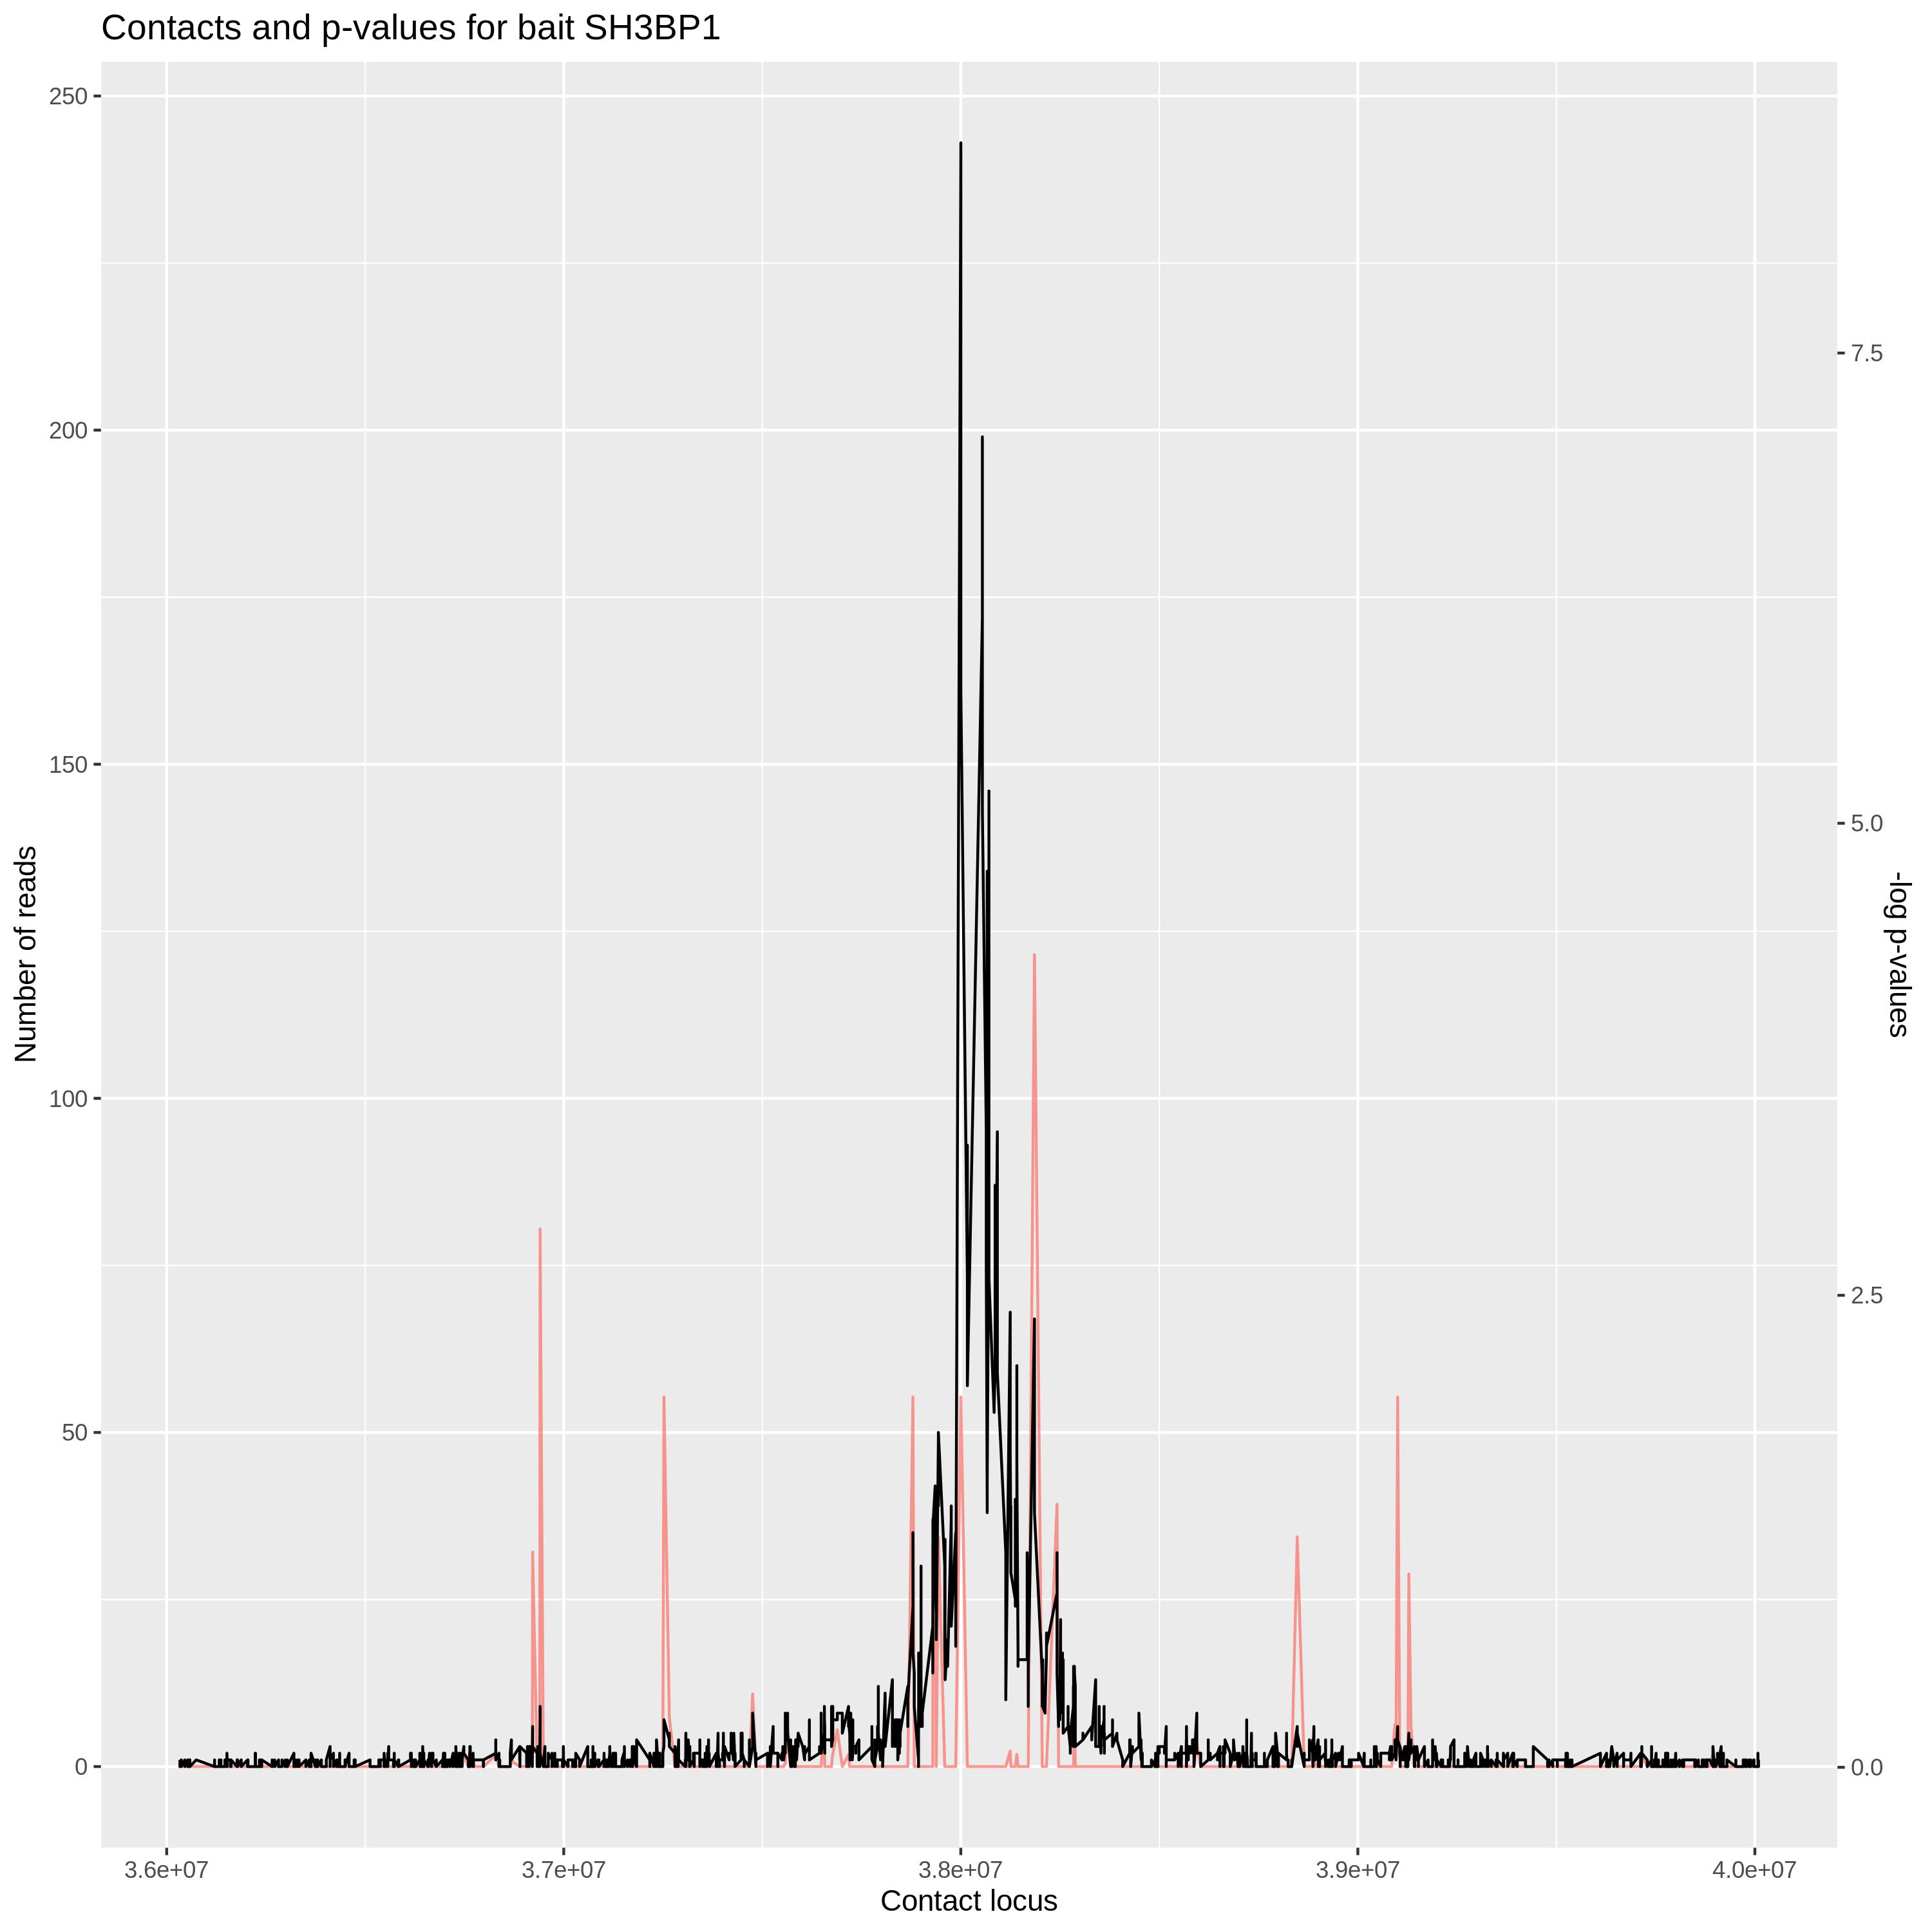 Contacts and p-values for bait SH3BP1
250
200
150
100
50
0
Number of reads
7.5
5.0
2.5
0.0
-log p-values
3.6e+07
3.7e+07
3.8e+07
3.9e+07
4.0e+07
Contact locus